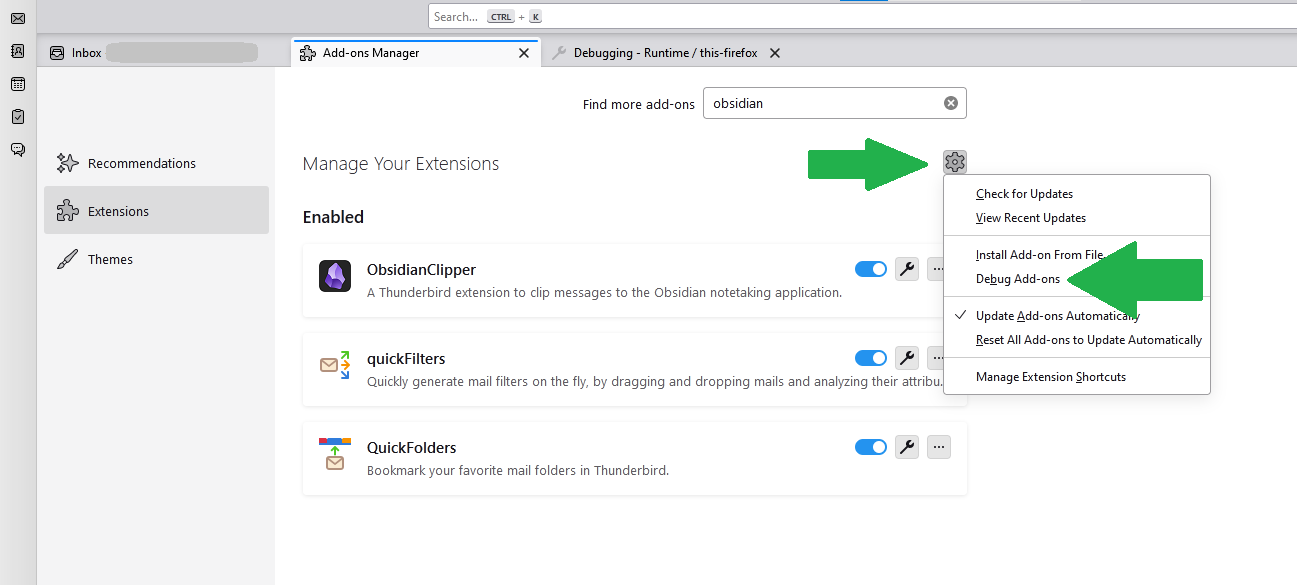 Search... CTRL + K
Inbox
Add-ons Manager
Debugging - Runtime / this-firefox
Find more add-ons
obsidian
Recommendations
Extensions
Themes
Manage Your Extensions
Enabled
ObsidianClipper
A Thunderbird extension to clip messages to the Obsidian notetaking application.
quickFilters
Quickly generate mail filters on the fly, by dragging and dropping mails and analyzing their attribu.
QuickFolders
Bookmark your favorite mail folders in Thunderbird.
Check for Updates
View Recent Updates
Install Add-on From File
Debug Add-ons
Update Add-ons Automatically
Reset All Add-ons to Update Automatically
Manage Extension Shortcuts